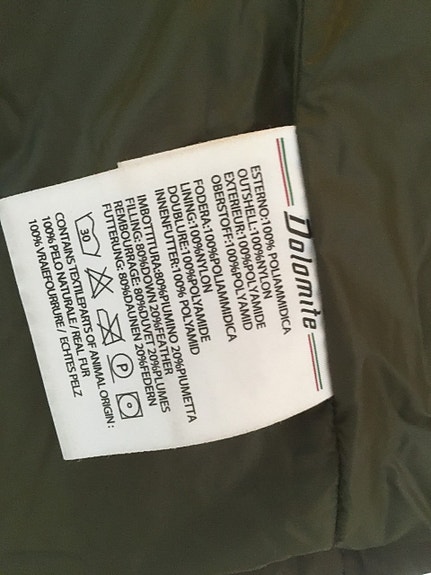 Dolomite
ESTERNO:100% POLIAMMIDICA
OUTSHELL:100%NYLON
EXTERIEUR:100%POLYAMIDE
OBERSTOFF:100%POLYAMID
FODERA:100%POLIAMMIDICA
LINING:100%NYLON
DOUBLURE:100%POLYAMIDE
INNENFUTTER:100% POLYAMID
IMBOTTITURA:80%PIUMINO 20%PIUMETTA
FILLING:80%DOWN 20%FEATHER
REMBOURRAGE: 80%DUVET 20%PLUMES
FUTTERUNG: 80%DAUNEN 20%FEDERN
30 P
CONTAINS TEXTILEPARTS OF ANIMAL ORIGIN:
100% PELO NATURALE / REAL FUR
100% VRAIEFOURRURE / ECHTES PELZ